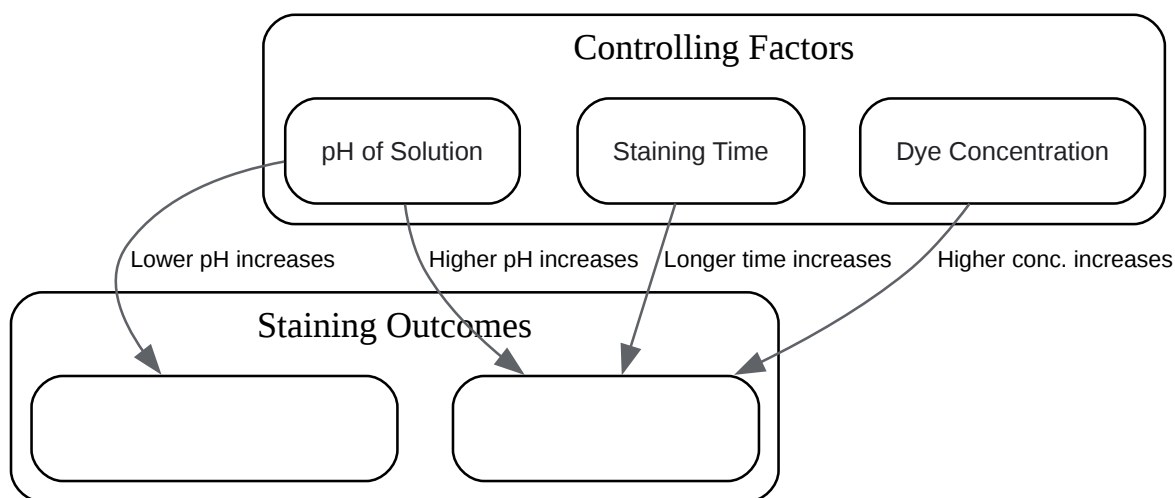 Controlling Factors
pH of Solution
Staining Time
Dye Concentration
Lower pH increases
Higher pH increases
Longer time increases
Higher conc. increases
Staining Outcomes